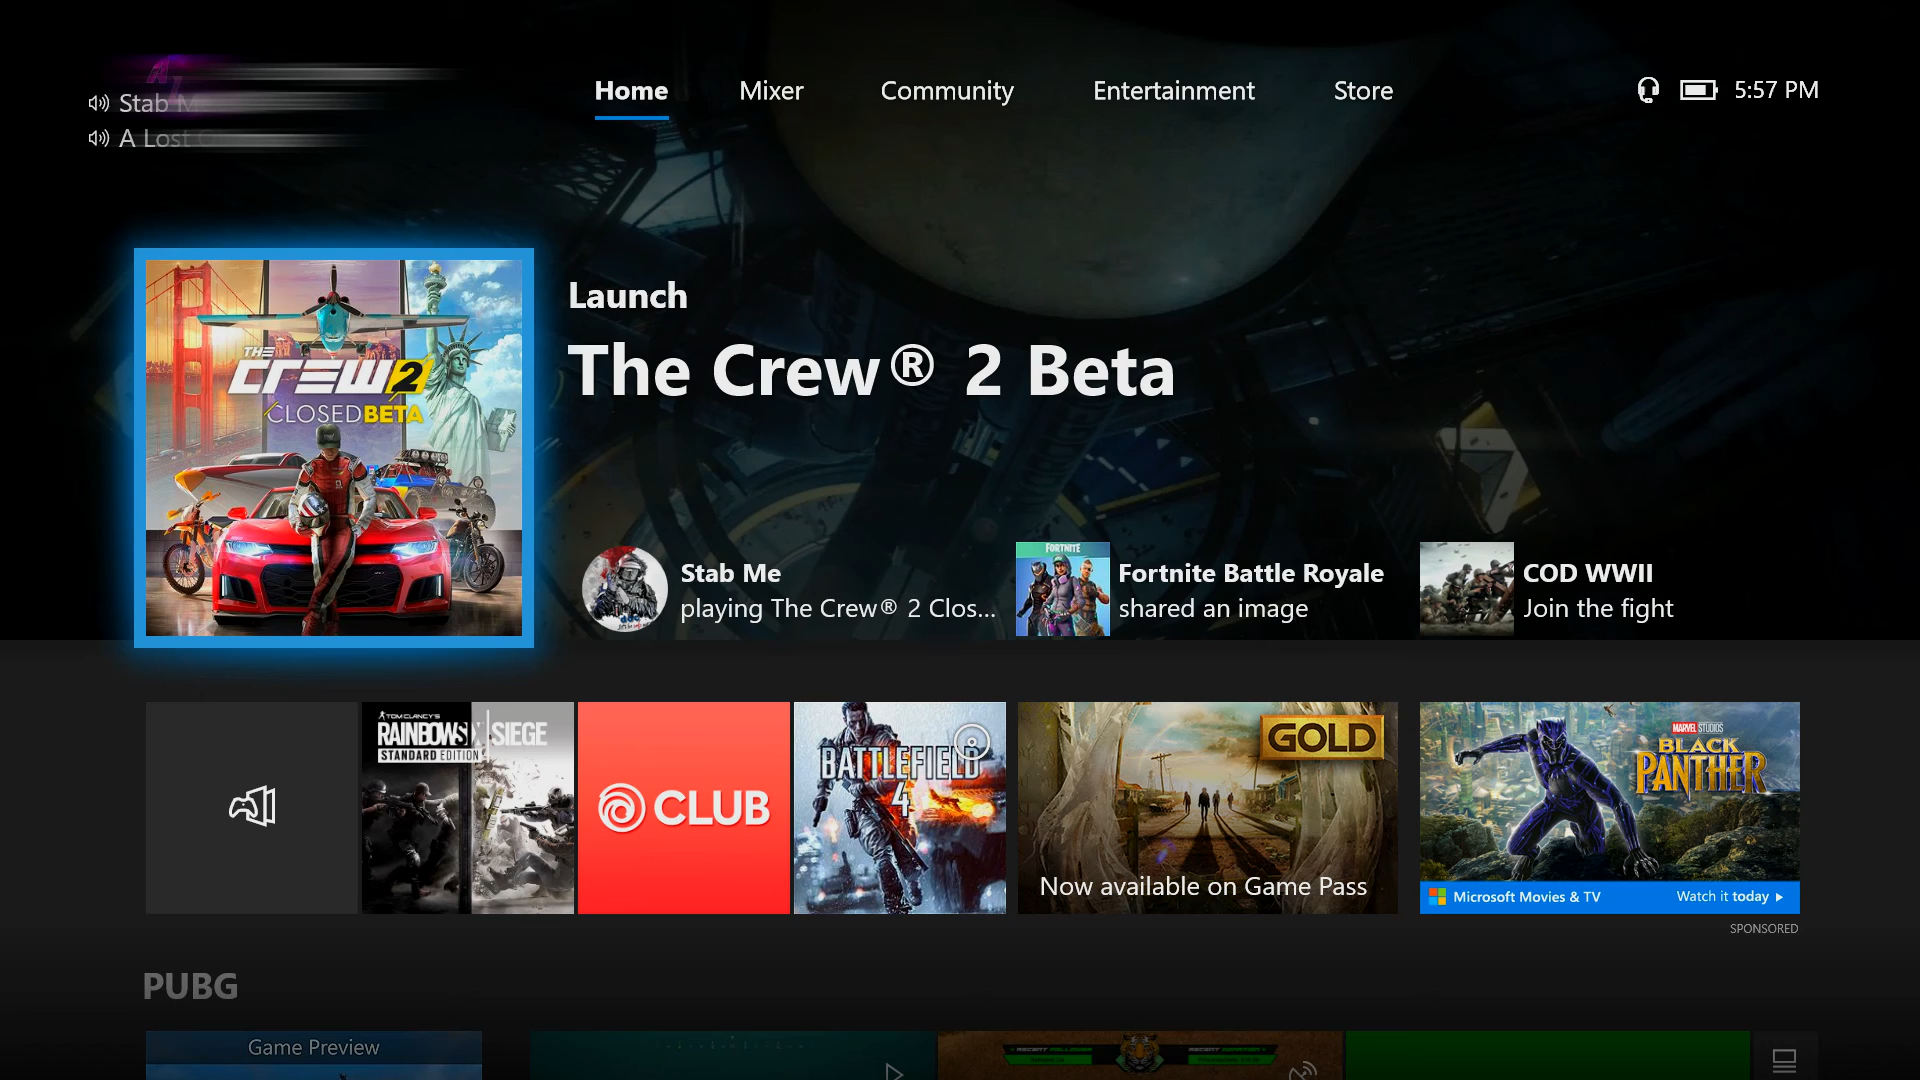 Home
Mixer
Community
Entertainment
Store
5:57 PM
Stab M
A Lost
THE
CREW 2
CLOSED BETA
Launch
The Crew® 2 Beta
Stab Me
playing The Crew® 2 Clos...
FORTNITE
Fortnite Battle Royale
shared an image
COD WWII
Join the fight
TOM CLANCY'S
RAINBOW SIX SIEGE
STANDARD EDITION
CLUB
BATTLEFIELD
4
GOLD
Now available on Game Pass
MARVEL STUDIOS
BLACK
PANTHER
Microsoft Movies & TV
Watch it today
SPONSORED
PUBG
Game Preview